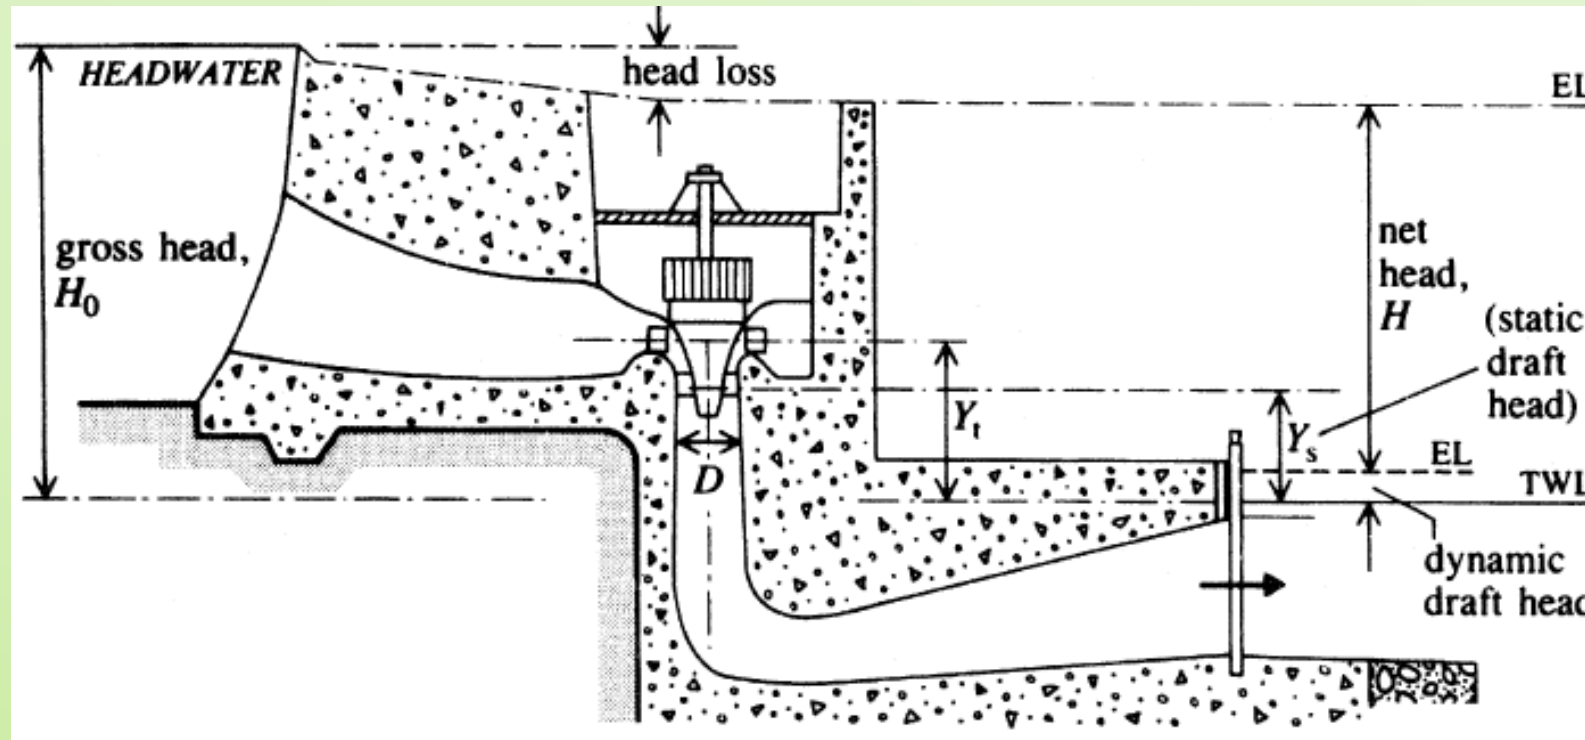 HEADWATER
head loss
EL
gross head,
H₀
net
head,
H
(static
draft
head)
Yₜ
Yₛ
D
EL
TWL
dynamic
draft head